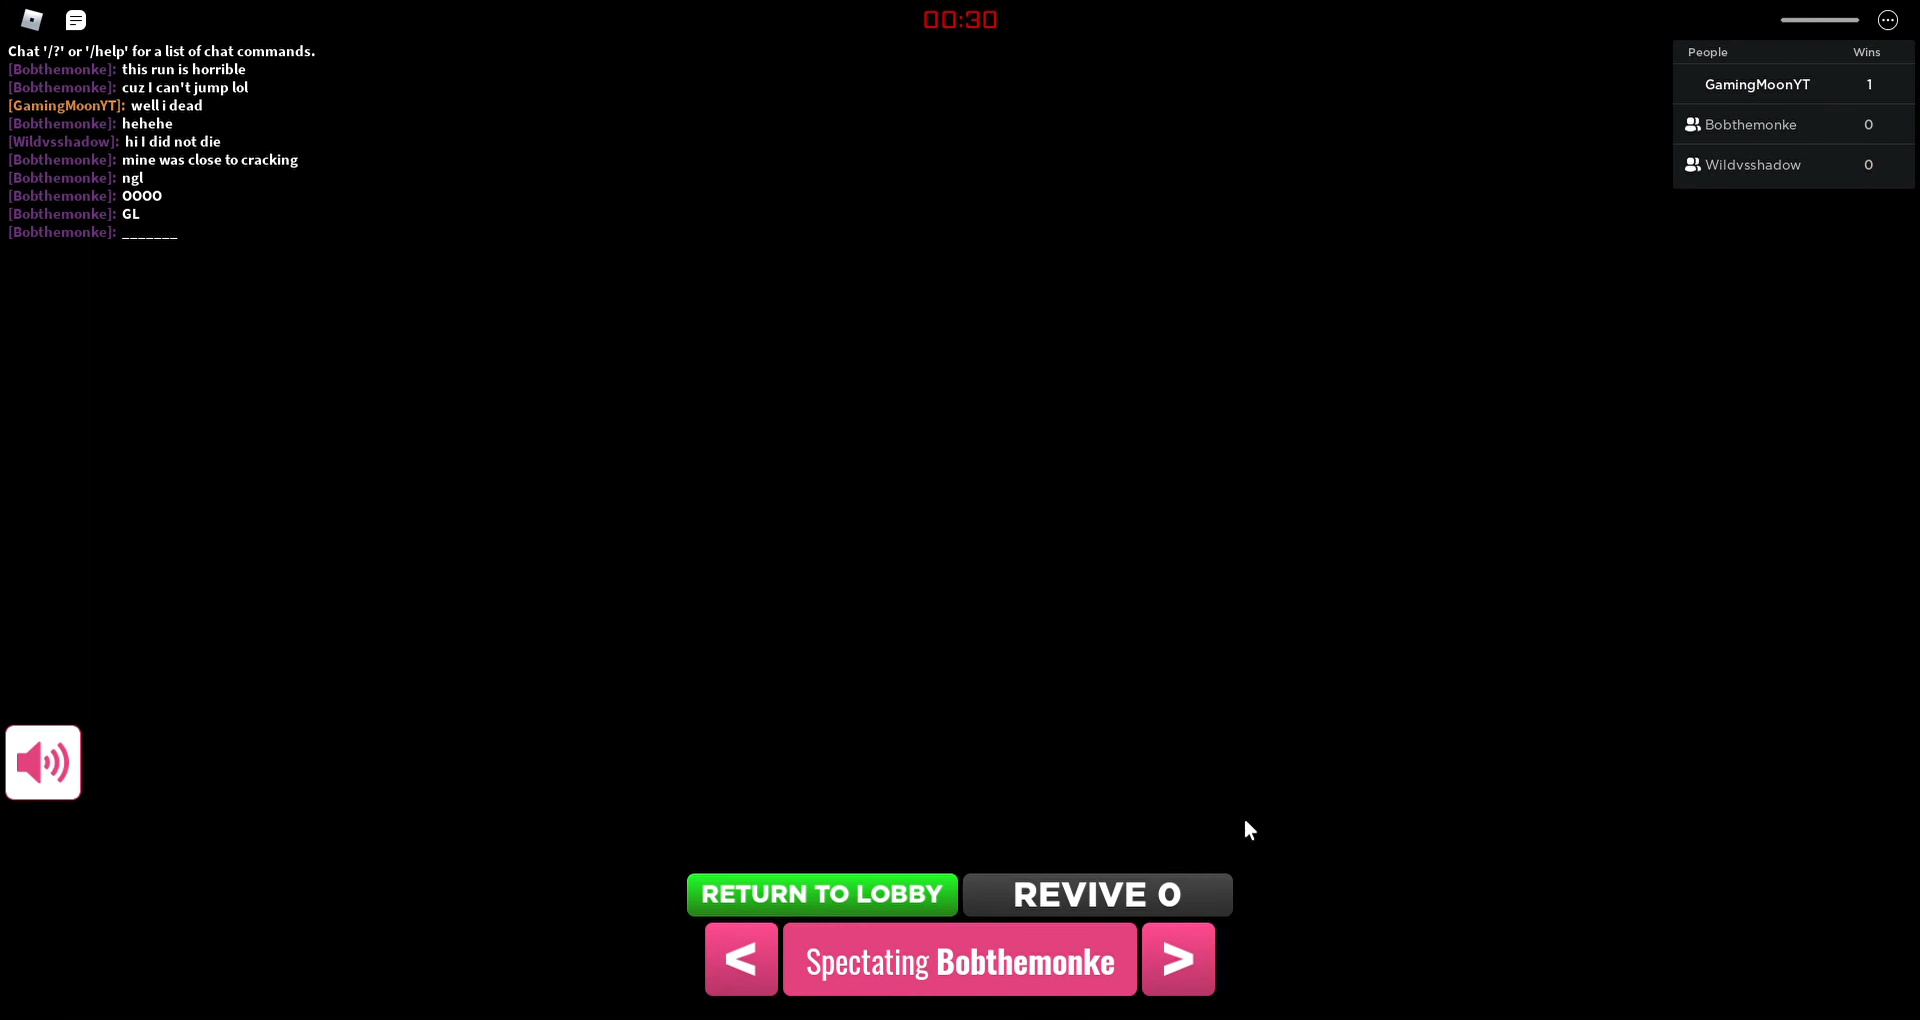 00:30
Chat '/?' or '/help' for a list of chat commands.
[Bobthemonke]: this run is horrible
[Bobthemonke]: cuz I can't jump lol
[GamingMoonYT]: well i dead
[Bobthemonke]: hehehe
[Wildvsshadow]: hi I did not die
[Bobthemonke]: mine was close to cracking
[Bobthemonke]: ngl
[Bobthemonke]: OOOO
[Bobthemonke]: GL
[Bobthemonke]: _______
People Wins
GamingMoonYT 1
Bobthemonke 0
Wildvsshadow 0
RETURN TO LOBBY REVIVE 0
< Spectating Bobthemonke >